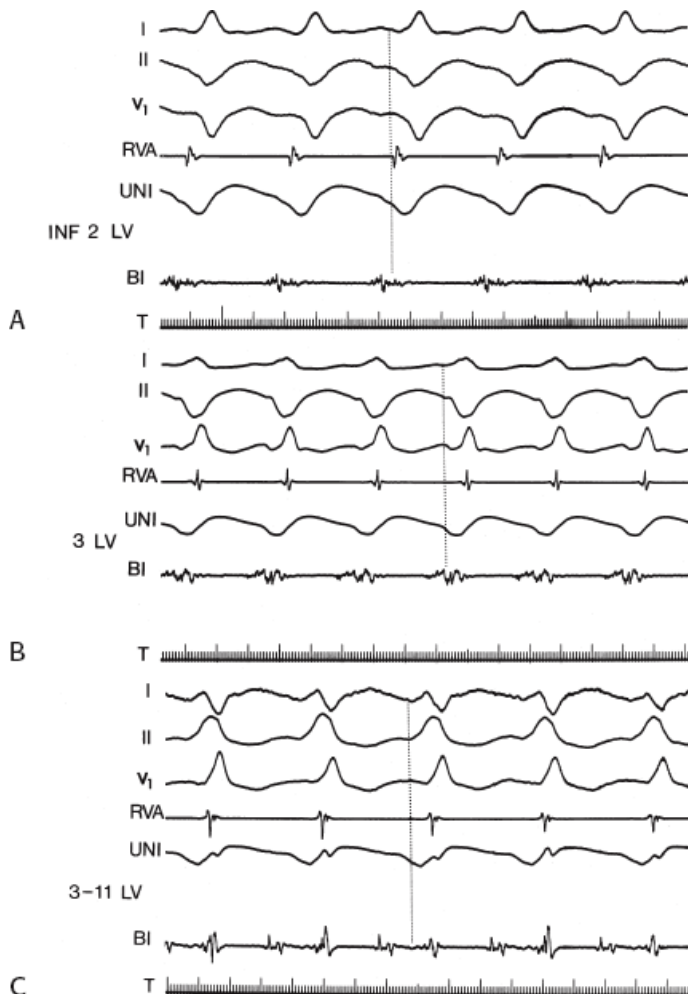 I
II
V1
RVA
UNI
INF 2 LV
BI
A
T
I
II
V1
RVA
UNI
3 LV
BI
B
T
I
II
V1
RVA
UNI
3-11 LV
BI
C
T